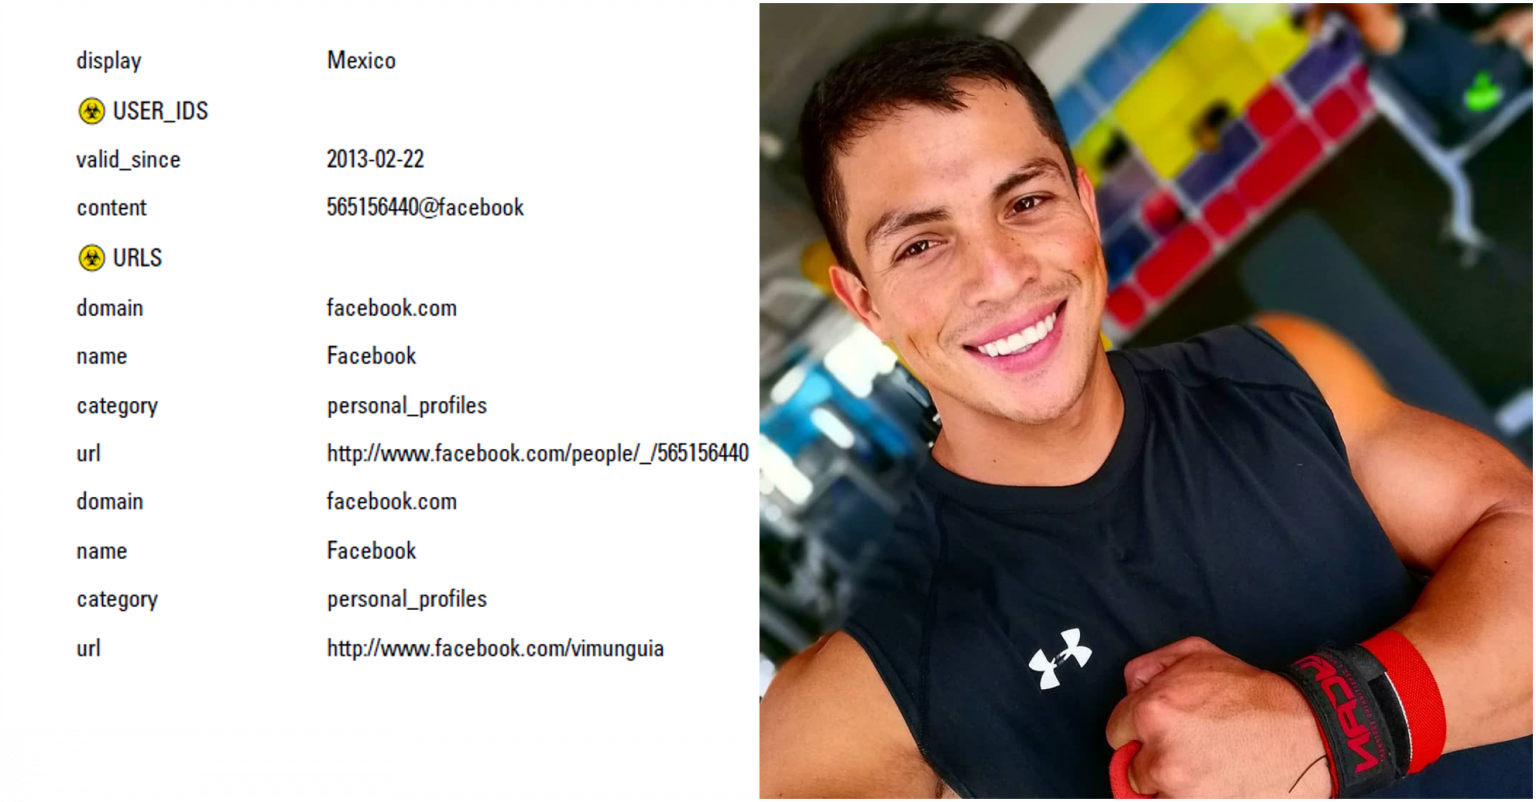 display Mexico
USER_IDS
valid_since 2013-02-22
content 565156440@facebook
URLS
domain facebook.com
name Facebook
category personal_profiles
url http://www.facebook.com/people/_/565156440
domain facebook.com
name Facebook
category personal_profiles
url http://www.facebook.com/vimunguia